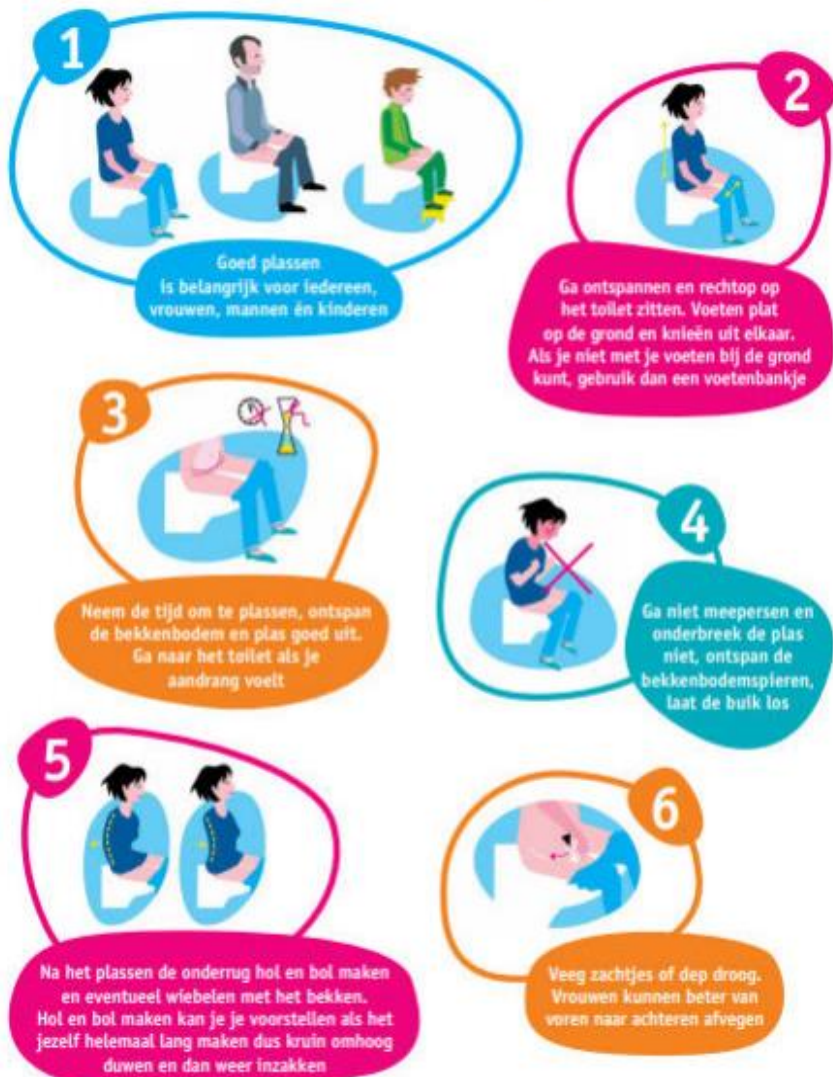 1
Goed plassen
is belangrijk voor iedereen,
vrouwen, mannen én kinderen
2
Ga ontspannen en rechtop op
het toilet zitten. Voeten plat
op de grond en knieën uit elkaar.
Als je niet met je voeten bij de grond
kunt, gebruik dan een voetenbankje
3
Neem de tijd om te plassen, ontspan
de bekkenbodem en plas goed uit.
Ga naar het toilet als je
aandrang voelt
4
Ga niet meepersen en
onderbreek de plas
niet, ontspan de
bekkenbodemspieren,
laat de buik los
5
Na het plassen de onderrug hol en bol maken
en eventueel wiebelen met het bekken.
Hol en bol maken kan je je voorstellen als het
jezelf helemaal lang maken dus kruin omhoog
duwen en dan weer inzakken
6
Veeg zachtjes of dep droog.
Vrouwen kunnen beter van
voren naar achteren afvegen